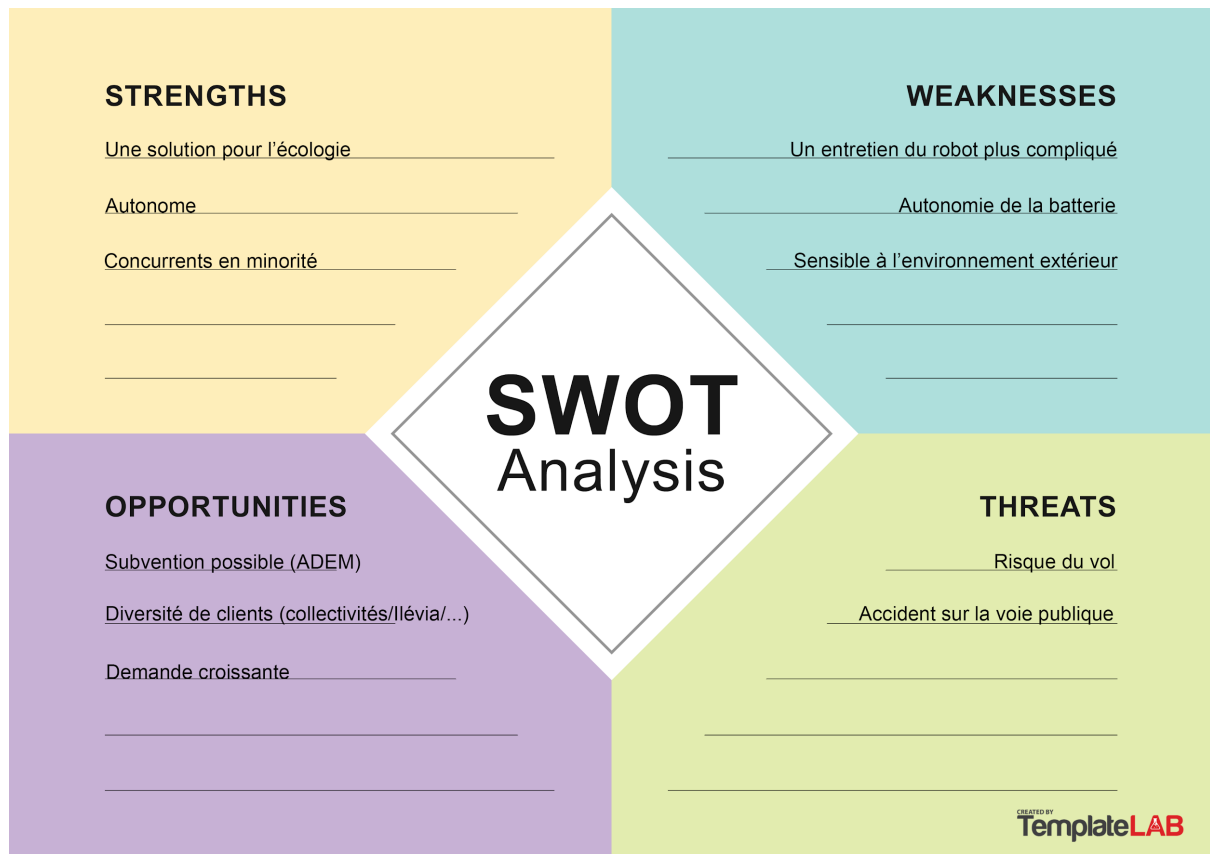 STRENGTHS
Une solution pour l’écologie
Autonome
Concurrents en minorité
WEAKNESSES
Un entretien du robot plus compliqué
Autonomie de la batterie
Sensible à l’environnement extérieur
SWOT
Analysis
OPPORTUNITIES
Subvention possible (ADEM)
Diversité de clients (collectivités/Ilévia/...)
Demande croissante
THREATS
Risque du vol
Accident sur la voie publique
CREATED BY
TemplateLAB